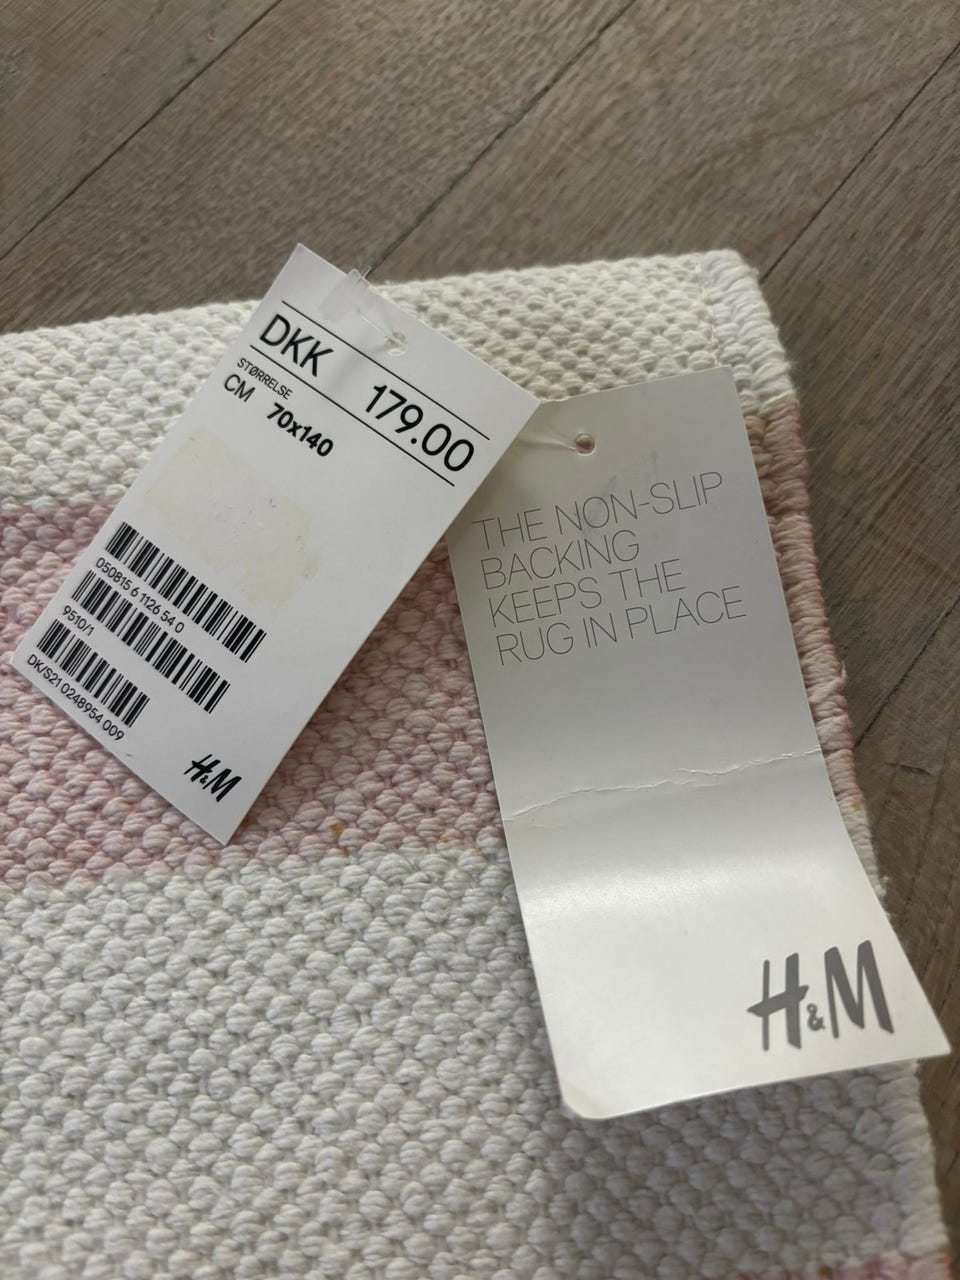 DKK 179.00
STØRRELSE
CM 70x140
050815 6 1126 54 0
9510/1
DK/S21 0248954 009
H&M
THE NON-SLIP
BACKING
KEEPS THE
RUG IN PLACE
H&M